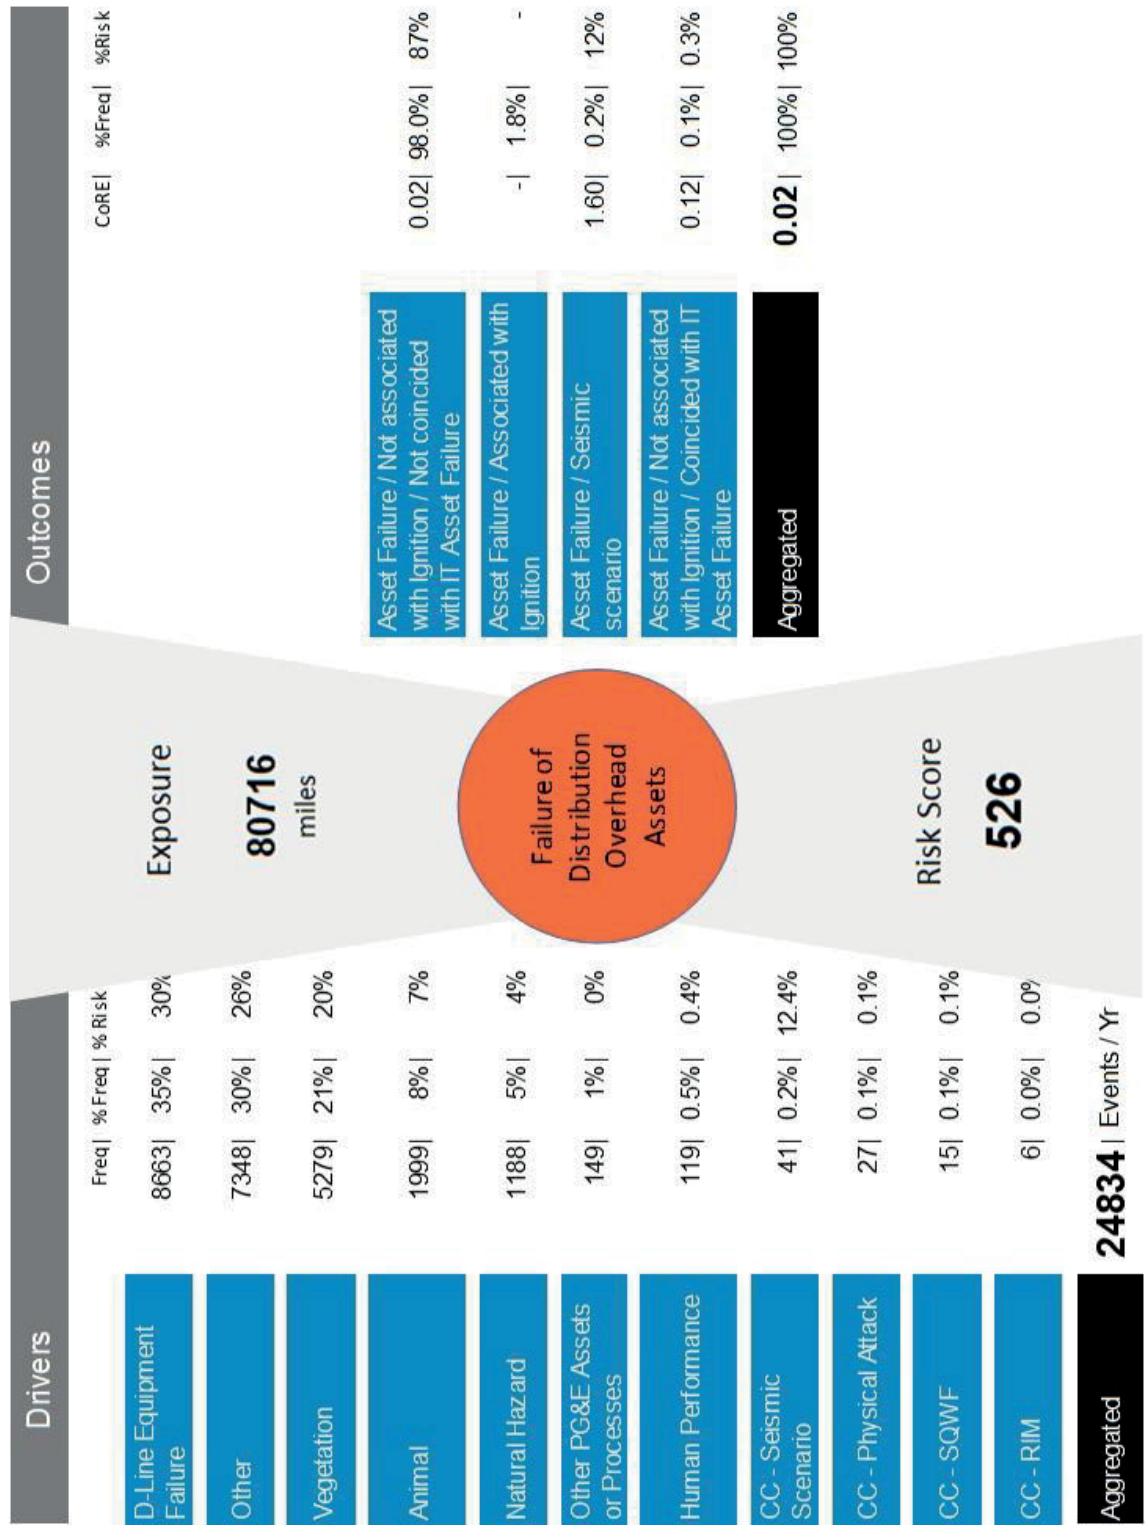 Drivers
Freq| % Freq| % Risk
D-Line Equipment
Failure
8663| 35%| 30%
Other
7348| 30%| 26%
Vegetation
5279| 21%| 20%
Animal
1999| 8%| 7%
Natural Hazard
1188| 5%| 4%
Other PG&E Assets
or Processes
149| 1%| 0%
Human Performance
119| 0.5%| 0.4%
CC - Seismic
Scenario
41| 0.2%| 12.4%
CC - Physical Attack
27| 0.1%| 0.1%
CC - SQWF
15| 0.1%| 0.1%
CC - RIM
6| 0.0%| 0.0%
Aggregated
24834 | Events / Yr
Exposure
80716
miles
Failure of
Distribution
Overhead
Assets
Risk Score
526
Outcomes
CoRE| %Freq| %Risk
Asset Failure / Not associated
with Ignition / Not coincided
with IT Asset Failure
0.02| 98.0%| 87%
Asset Failure / Associated with
Ignition
-| 1.8%| -
Asset Failure / Seismic
scenario
1.60| 0.2%| 12%
Asset Failure / Not associated
with Ignition / Coincided with IT
Asset Failure
0.12| 0.1%| 0.3%
Aggregated
0.02 | 100%| 100%